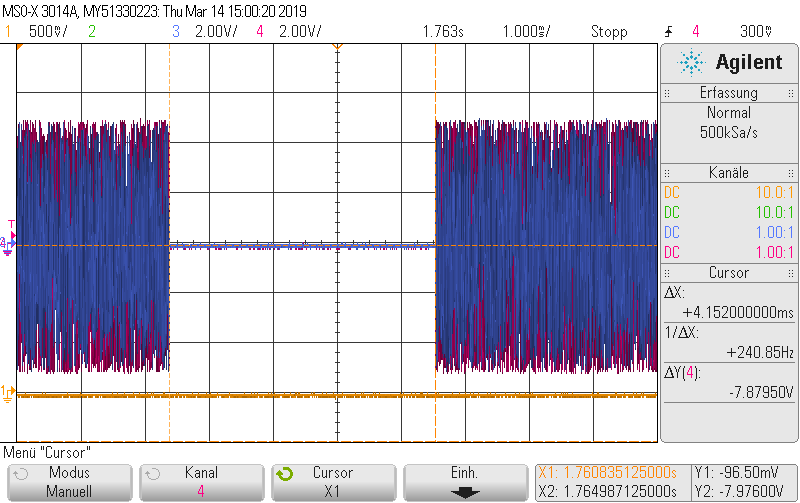 MSO-X 3014A, MY51330223: Thu Mar 14 15:00:20 2019
1 500mV/ 2 3 2.00V/ 4 2.00V/ 1.763s 1.000ms/ Stopp 4 300mV
Agilent
Erfassung
Normal
500kSa/s
Kanäle
DC 10.0:1
DC 10.0:1
DC 1.00:1
DC 1.00:1
Cursor
ΔX:
+4.152000000ms
1/ΔX:
+240.85Hz
ΔY(4):
-7.87950V
T
1
Menü "Cursor"
Modus
Manuell
Kanal
4
Cursor
X1
Einh.
X1: 1.760835125000s
X2: 1.764987125000s
Y1: -96.50mV
Y2: -7.97600V